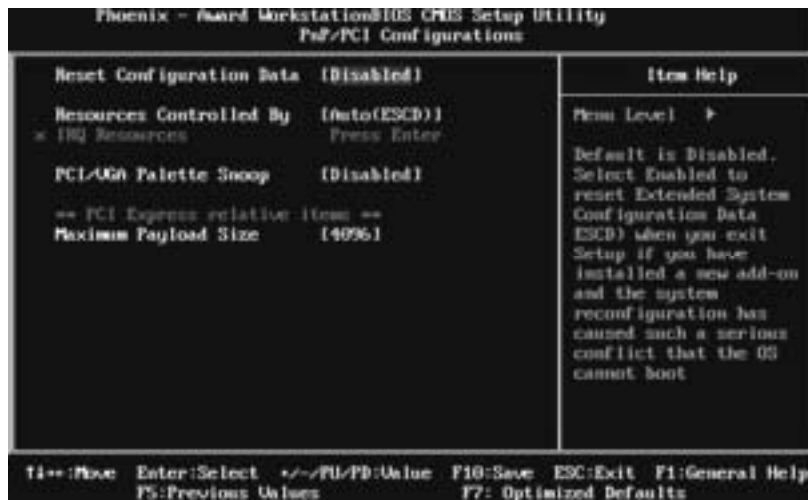 Phoenix - Award WorkstationBIOS CMOS Setup Utility
PnP/PCI Configurations
Reset Configuration Data [Disabled]
Resources Controlled By [Auto(ESCD)]
x IRQ Resources Press Enter
PCI/VGA Palette Snoop [Disabled]
** PCI Express relative items **
Maximum Payload Size [4096]
Item Help
Menu Level ▶
Default is Disabled.
Select Enabled to
reset Extended System
Configuration Data
ESCD) when you exit
Setup if you have
installed a new add-on
and the system
reconfiguration has
caused such a serious
conflict that the OS
cannot boot
↑↓→←:Move Enter:Select +/-/PU/PD:Value F10:Save ESC:Exit F1:General Help
F5:Previous Values F7: Optimized Defaults